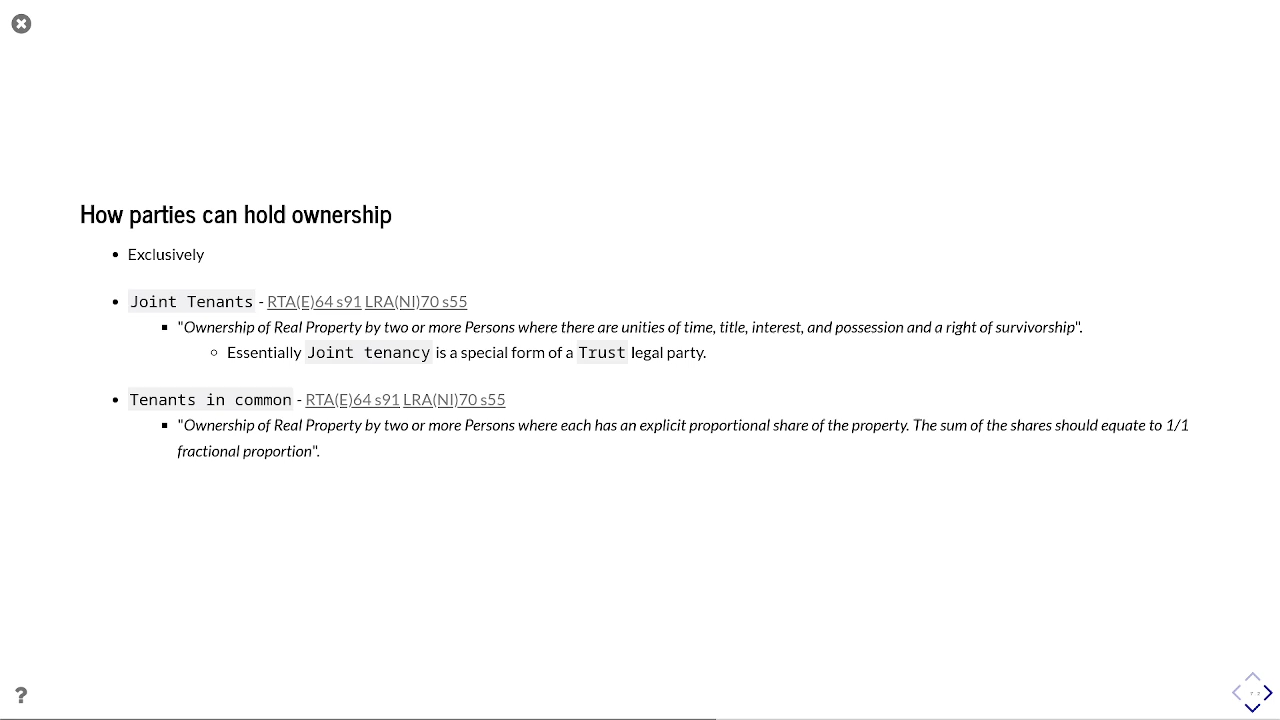 How parties can hold ownership
• Exclusively
• Joint Tenants - RTA(E)64 s91 LRA(NI)70 s55
▪ "Ownership of Real Property by two or more Persons where there are unities of time, title, interest, and possession and a right of survivorship".
◦ Essentially Joint tenancy is a special form of a Trust legal party.
• Tenants in common - RTA(E)64 s91 LRA(NI)70 s55
▪ "Ownership of Real Property by two or more Persons where each has an explicit proportional share of the property. The sum of the shares should equate to 1/1
fractional proportion".
?